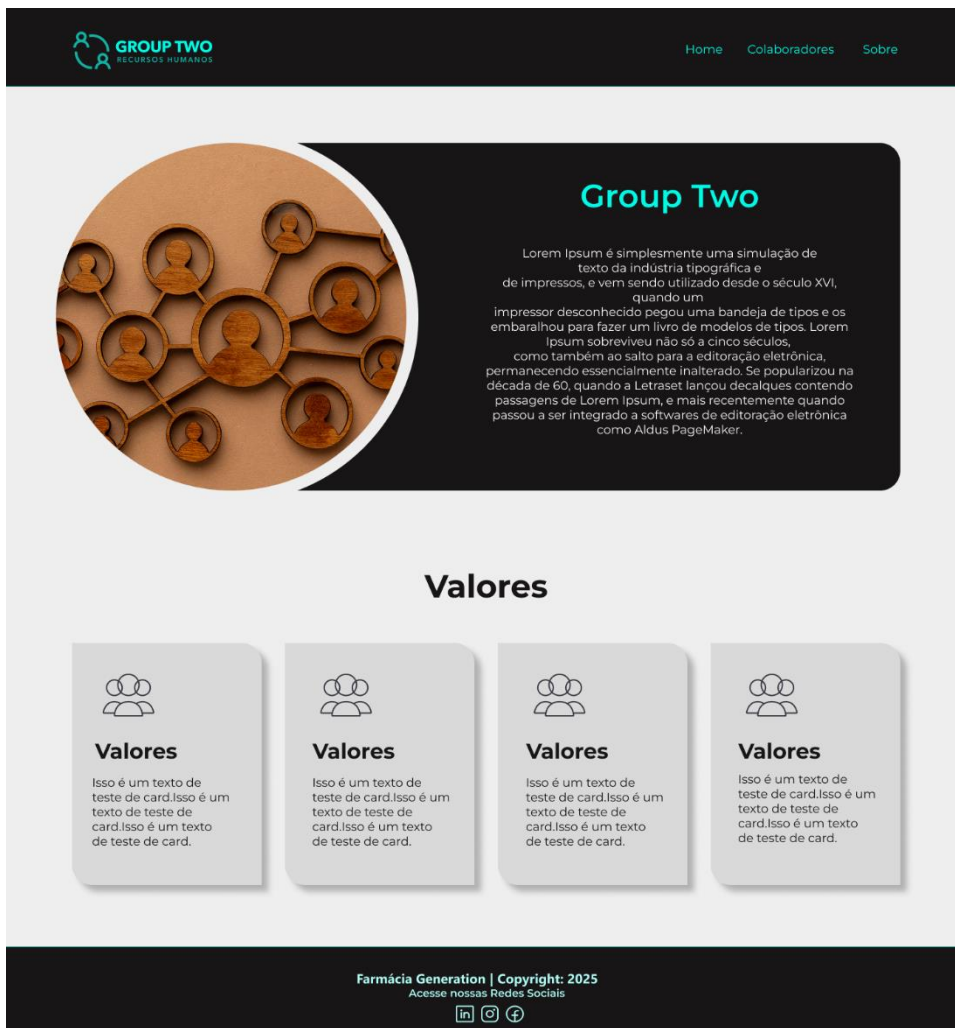 GROUP TWO
RECURSOS HUMANOS
Home Colaboradores Sobre
Group Two
Lorem Ipsum é simplesmente uma simulação de
texto da indústria tipográfica e
de impressos, e vem sendo utilizado desde o século XVI,
quando um
impressor desconhecido pegou uma bandeja de tipos e os
embaralhou para fazer um livro de modelos de tipos. Lorem
Ipsum sobreviveu não só a cinco séculos,
como também ao salto para a editoração eletrônica,
permanecendo essencialmente inalterado. Se popularizou na
década de 60, quando a Letraset lançou decalques contendo
passagens de Lorem Ipsum, e mais recentemente quando
passou a ser integrado a softwares de editoração eletrônica
como Aldus PageMaker.
Valores
Valores
Isso é um texto de
teste de card.Isso é um
texto de teste de
card.Isso é um texto
de teste de card.
Valores
Isso é um texto de
teste de card.Isso é um
texto de teste de
card.Isso é um texto
de teste de card.
Valores
Isso é um texto de
teste de card.Isso é um
texto de teste de
card.Isso é um texto
de teste de card.
Valores
Isso é um texto de
teste de card.Isso é um
texto de teste de
card.Isso é um texto
de teste de card.
Farmácia Generation | Copyright: 2025
Acesse nossas Redes Sociais
in